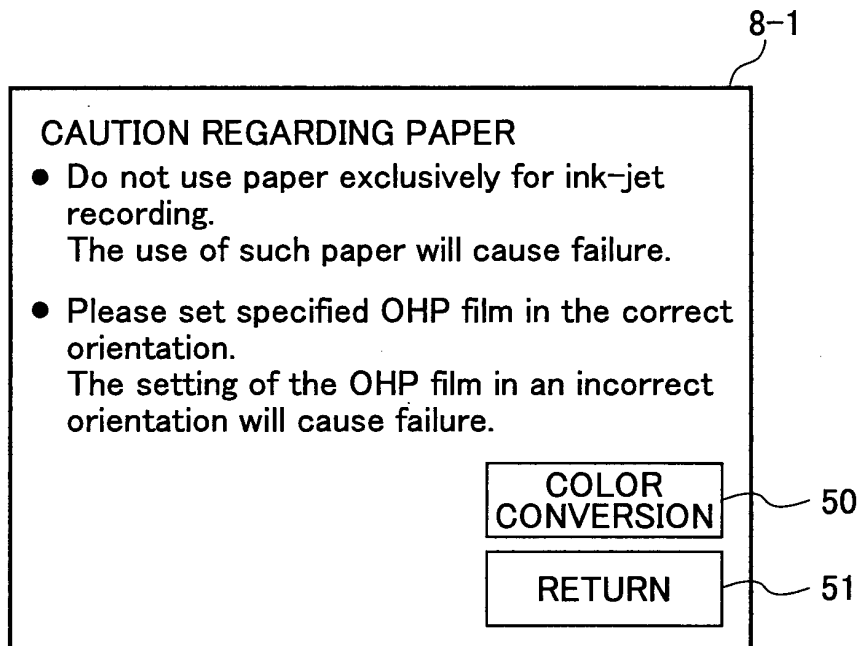 8-1
CAUTION REGARDING PAPER
● Do not use paper exclusively for ink-jet
recording.
The use of such paper will cause failure.
● Please set specified OHP film in the correct
orientation.
The setting of the OHP film in an incorrect
orientation will cause failure.
COLOR
CONVERSION
50
RETURN
51